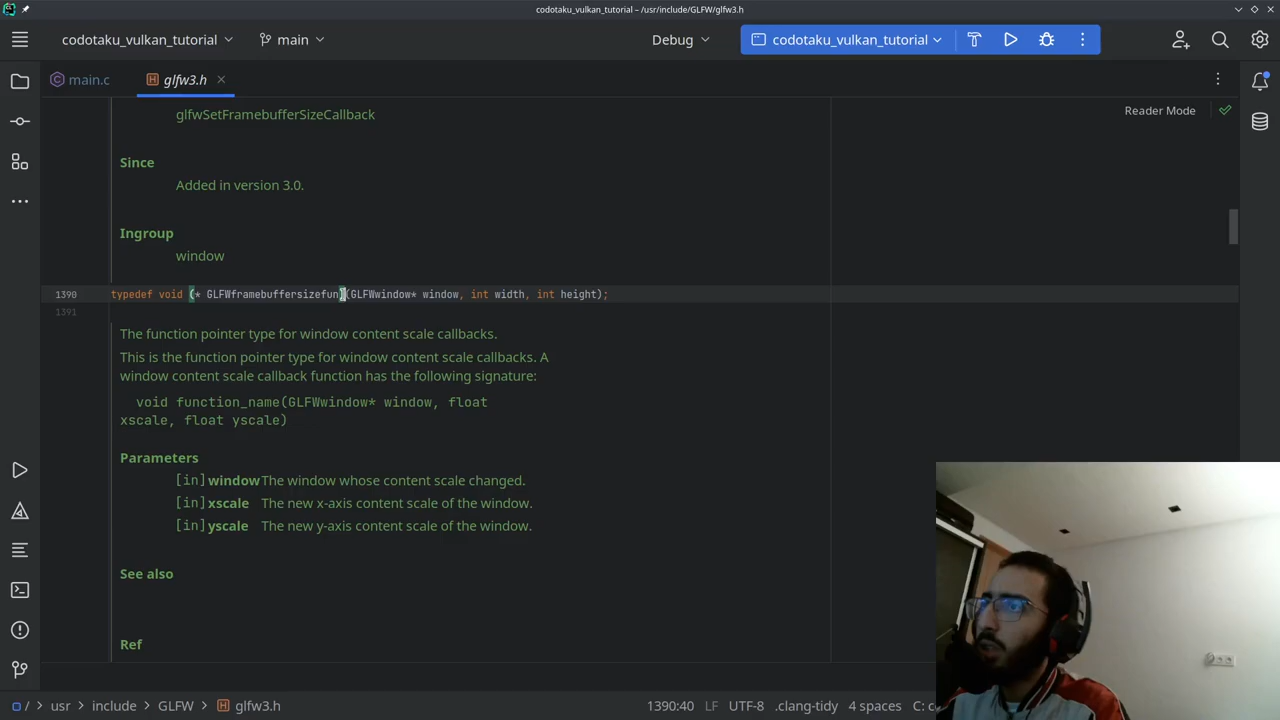 codotaku_vulkan_tutorial – /usr/include/GLFW/glfw3.h
codotaku_vulkan_tutorial
main
Debug
codotaku_vulkan_tutorial
main.c
glfw3.h
Reader Mode
glfwSetFramebufferSizeCallback
Since
Added in version 3.0.
Ingroup
window
1390 typedef void (* GLFWframebuffersizefun)(GLFWwindow* window, int width, int height);
1391
The function pointer type for window content scale callbacks.
This is the function pointer type for window content scale callbacks. A
window content scale callback function has the following signature:
void function_name(GLFWwindow* window, float
xscale, float yscale)
Parameters
[in] window The window whose content scale changed.
[in] xscale The new x-axis content scale of the window.
[in] yscale The new y-axis content scale of the window.
See also
Ref
/ usr include GLFW glfw3.h
1390:40 LF UTF-8 .clang-tidy 4 spaces C: c